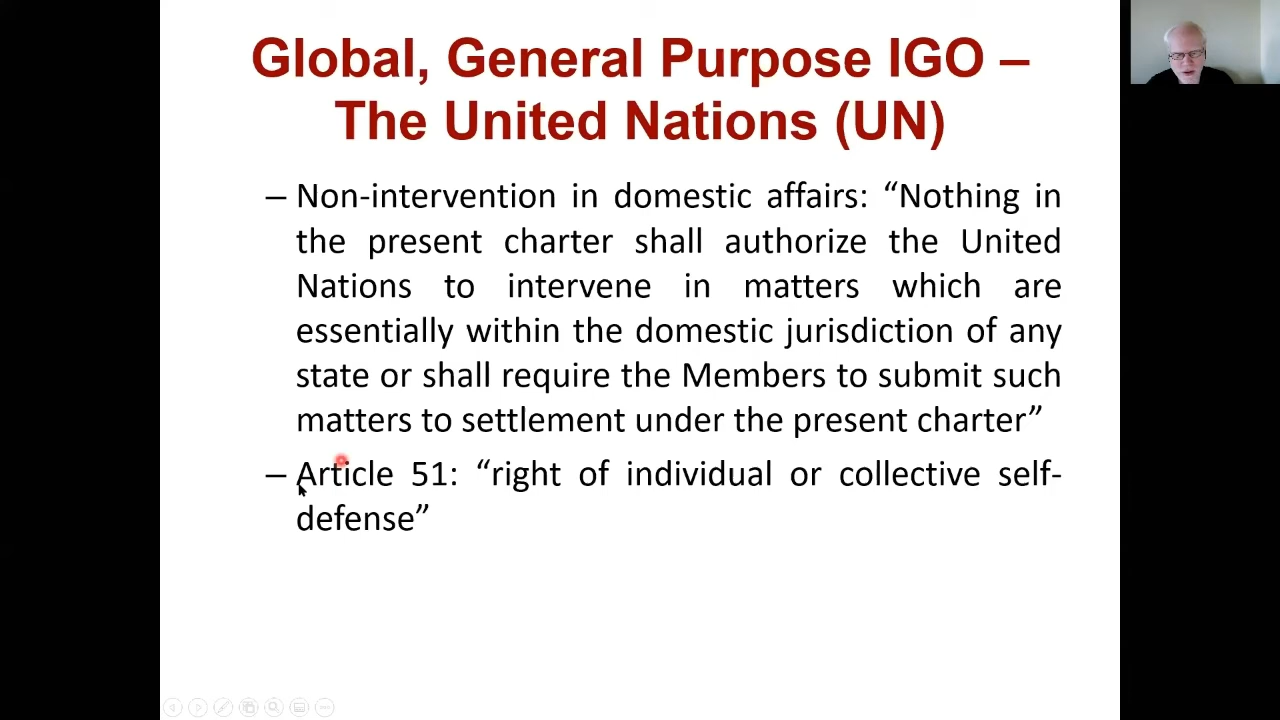 Global, General Purpose IGO –
The United Nations (UN)
– Non-intervention in domestic affairs: “Nothing in
the present charter shall authorize the United
Nations to intervene in matters which are
essentially within the domestic jurisdiction of any
state or shall require the Members to submit such
matters to settlement under the present charter”
– Article 51: “right of individual or collective self-
defense”